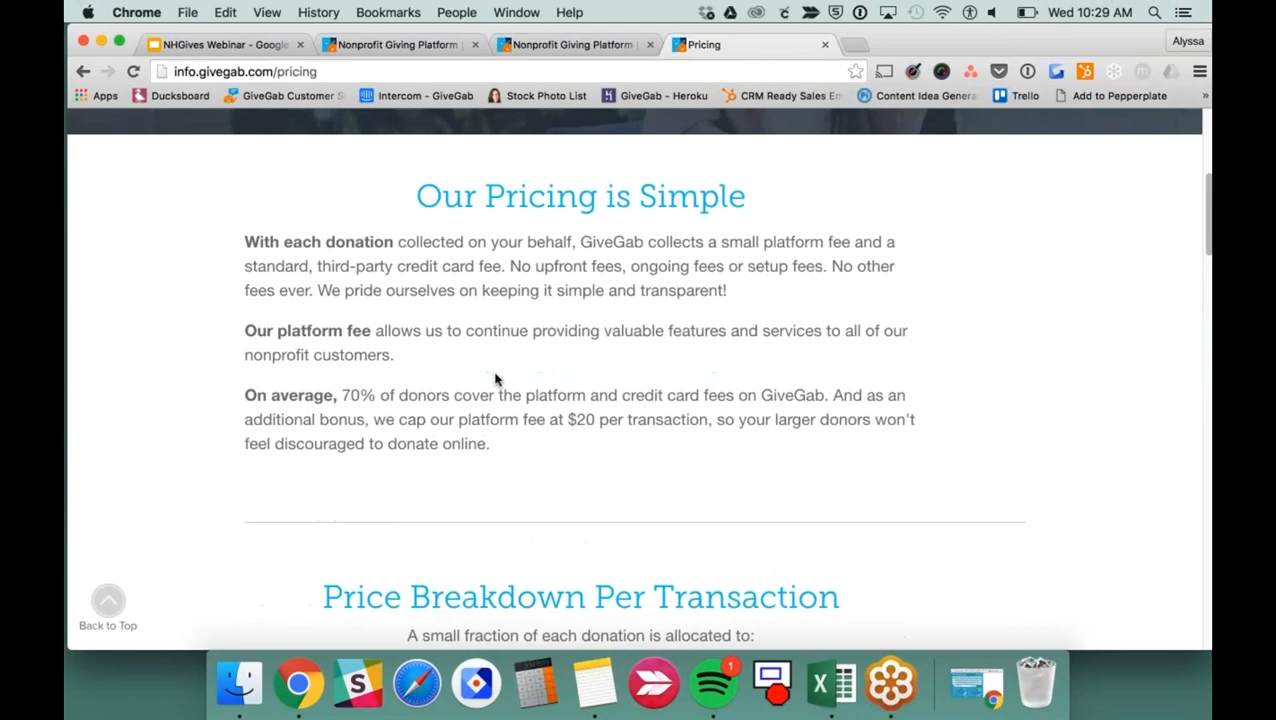 Chrome File Edit View History Bookmarks People Window Help Wed 10:29 AM
NHGives Webinar - Google Nonprofit Giving Platform | Nonprofit Giving Platform | Pricing Alyssa
info.givegab.com/pricing
Apps Ducksboard GiveGab Customer S Intercom - GiveGab Stock Photo List GiveGab - Heroku CRM Ready Sales Em Content Idea Genera Trello Add to Pepperplate »
Our Pricing is Simple
With each donation collected on your behalf, GiveGab collects a small platform fee and a
standard, third-party credit card fee. No upfront fees, ongoing fees or setup fees. No other
fees ever. We pride ourselves on keeping it simple and transparent!
Our platform fee allows us to continue providing valuable features and services to all of our
nonprofit customers.
On average, 70% of donors cover the platform and credit card fees on GiveGab. And as an
additional bonus, we cap our platform fee at $20 per transaction, so your larger donors won't
feel discouraged to donate online.
Price Breakdown Per Transaction
Back to Top
A small fraction of each donation is allocated to:
1